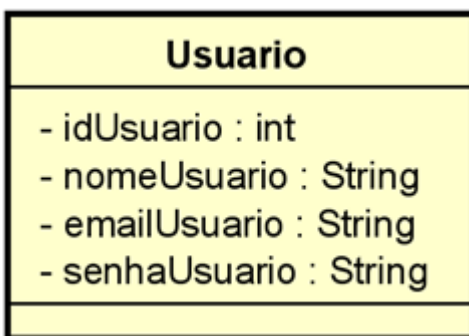 Usuario
- idUsuario : int
- nomeUsuario : String
- emailUsuario : String
- senhaUsuario : String